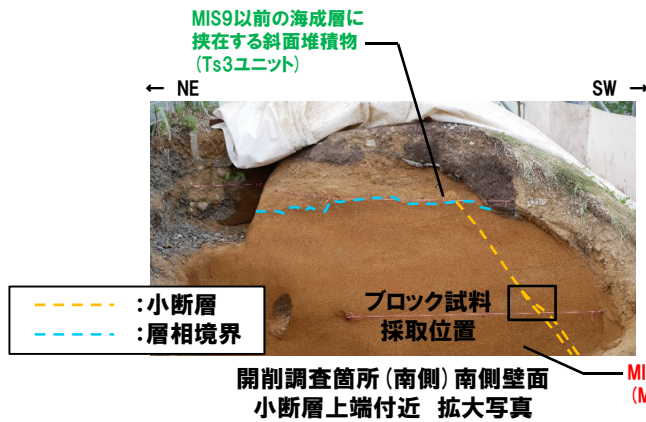 MIS9以前の海成層に
挟在する斜面堆積物
(Ts3ユニット)
← NE
SW →
:小断層
:層相境界
ブロック試料
採取位置
MI
(M
開削調査箇所(南側)南側壁面
小断層上端付近 拡大写真